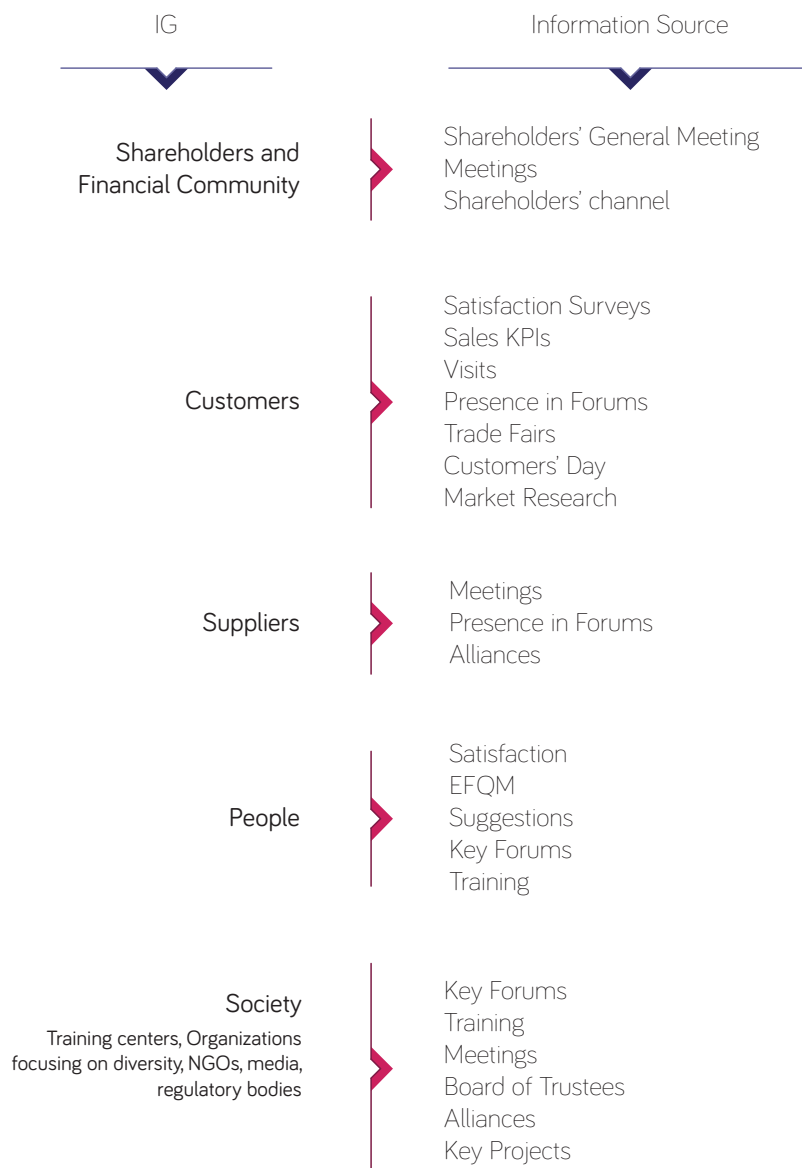 IG
Information Source
Shareholders and
Financial Community
Shareholders' General Meeting
Meetings
Shareholders' channel
Customers
Satisfaction Surveys
Sales KPIs
Visits
Presence in Forums
Trade Fairs
Customers' Day
Market Research
Suppliers
Meetings
Presence in Forums
Alliances
People
Satisfaction
EFQM
Suggestions
Key Forums
Training
Society
Training centers, Organizations
focusing on diversity, NGOs, media,
regulatory bodies
Key Forums
Training
Meetings
Board of Trustees
Alliances
Key Projects